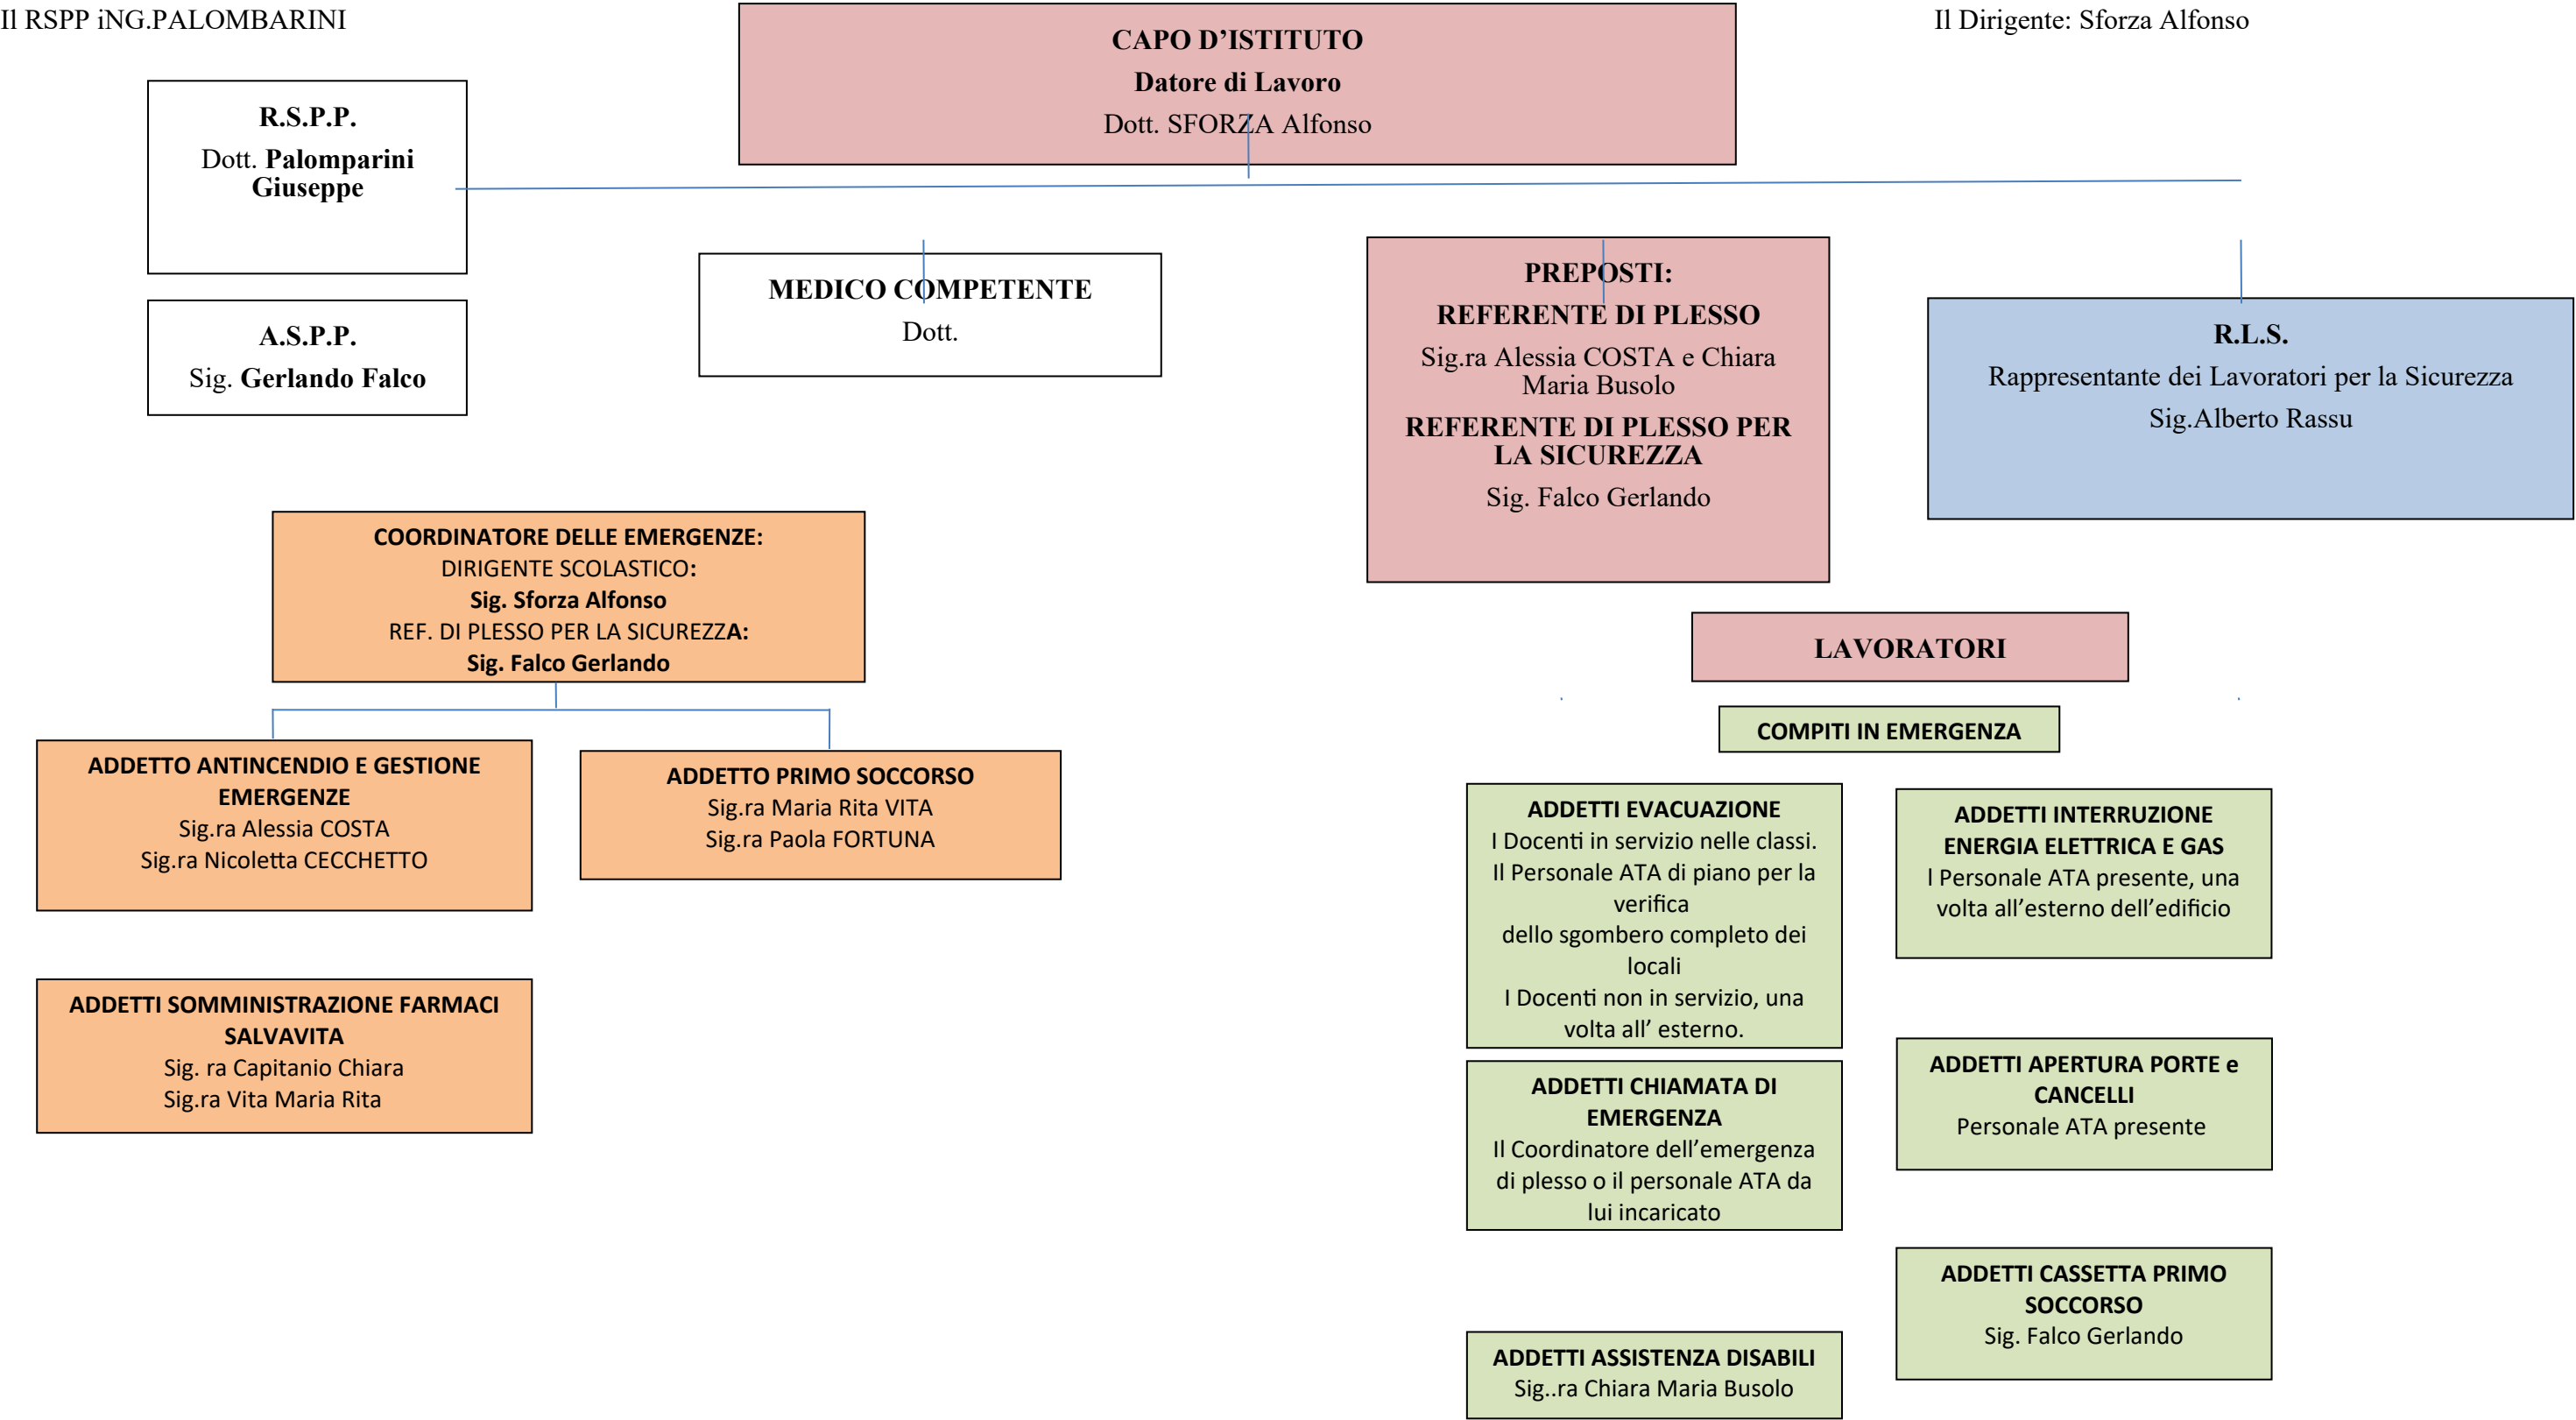 Il RSPP iNG.PALOMBARINI
Il Dirigente: Sforza Alfonso
CAPO D’ISTITUTO
Datore di Lavoro
Dott. SFORZA Alfonso
R.S.P.P.
Dott. Palomparini
Giuseppe
A.S.P.P.
Sig. Gerlando Falco
MEDICO COMPETENTE
Dott.
PREPOSTI:
REFERENTE DI PLESSO
Sig.ra Alessia COSTA e Chiara
Maria Busolo
REFERENTE DI PLESSO PER
LA SICUREZZA
Sig. Falco Gerlando
R.L.S.
Rappresentante dei Lavoratori per la Sicurezza
Sig.Alberto Rassu
COORDINATORE DELLE EMERGENZE:
DIRIGENTE SCOLASTICO:
Sig. Sforza Alfonso
REF. DI PLESSO PER LA SICUREZZA:
Sig. Falco Gerlando
ADDETTO ANTINCENDIO E GESTIONE
EMERGENZE
Sig.ra Alessia COSTA
Sig.ra Nicoletta CECCHETTO
ADDETTO PRIMO SOCCORSO
Sig.ra Maria Rita VITA
Sig.ra Paola FORTUNA
ADDETTI SOMMINISTRAZIONE FARMACI
SALVAVITA
Sig. ra Capitanio Chiara
Sig.ra Vita Maria Rita
LAVORATORI
COMPITI IN EMERGENZA
ADDETTI EVACUAZIONE
I Docenti in servizio nelle classi.
Il Personale ATA di piano per la
verifica
dello sgombero completo dei
locali
I Docenti non in servizio, una
volta all’ esterno.
ADDETTI CHIAMATA DI
EMERGENZA
Il Coordinatore dell’emergenza
di plesso o il personale ATA da
lui incaricato
ADDETTI ASSISTENZA DISABILI
Sig..ra Chiara Maria Busolo
ADDETTI INTERRUZIONE
ENERGIA ELETTRICA E GAS
l Personale ATA presente, una
volta all’esterno dell’edificio
ADDETTI APERTURA PORTE e
CANCELLI
Personale ATA presente
ADDETTI CASSETTA PRIMO
SOCCORSO
Sig. Falco Gerlando